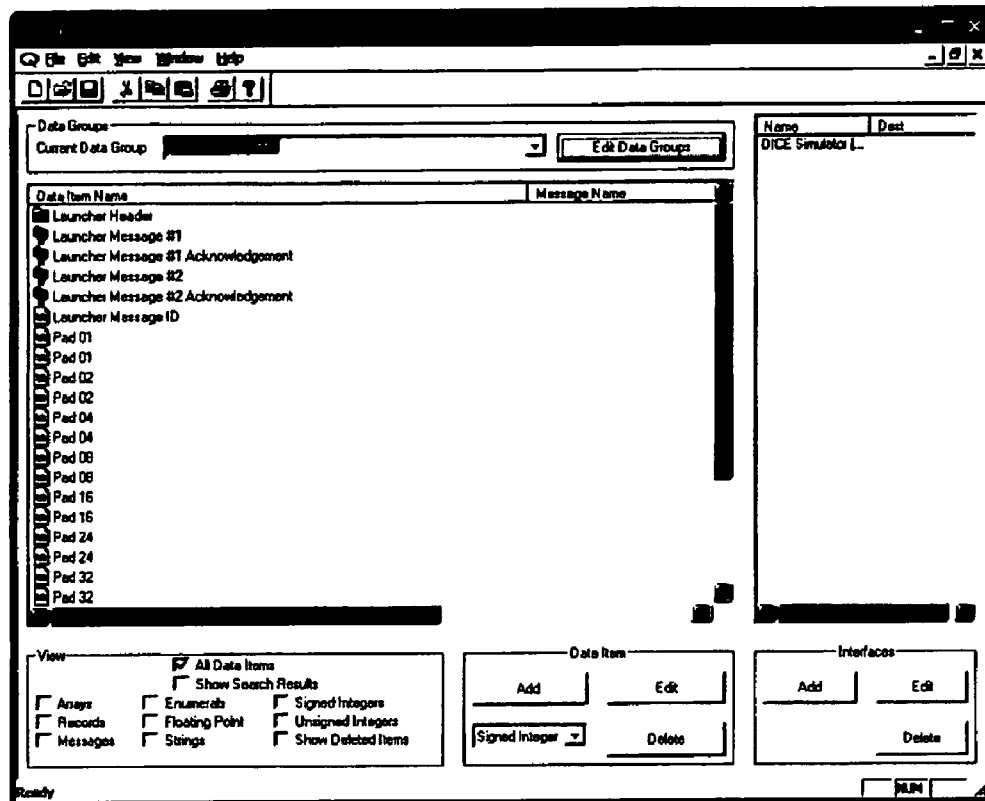 File Edit View Window Help
Data Groups
Current Data Group
Edit Data Groups
Name Dest
DICE Simulator (...
Data Item Name Message Name
Launcher Header
Launcher Message #1
Launcher Message #1 Acknowledgement
Launcher Message #2
Launcher Message #2 Acknowledgement
Launcher Message ID
Pad 01
Pad 01
Pad 02
Pad 02
Pad 04
Pad 04
Pad 08
Pad 08
Pad 16
Pad 16
Pad 24
Pad 24
Pad 32
Pad 32
View
All Data Items
Show Search Results
Arrays Enumerals Signed Integers
Records Floating Point Unsigned Integers
Messages Strings Show Deleted Items
Data Item
Add Edit
Signed Integer Delete
Interfaces
Add Edit
Delete
Ready NUM